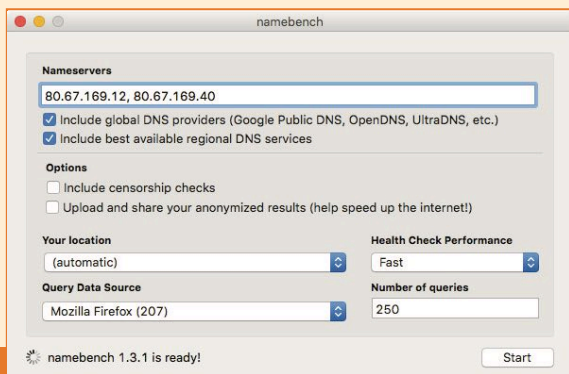 namebench
Nameservers
80.67.169.12, 80.67.169.40
Include global DNS providers (Google Public DNS, OpenDNS, UltraDNS, etc.)
Include best available regional DNS services
Options
Include censorship checks
Upload and share your anonymized results (help speed up the internet!)
Your location
Health Check Performance
(automatic)
Fast
Query Data Source
Number of queries
Mozilla Firefox (207)
250
namebench 1.3.1 is ready!
Start